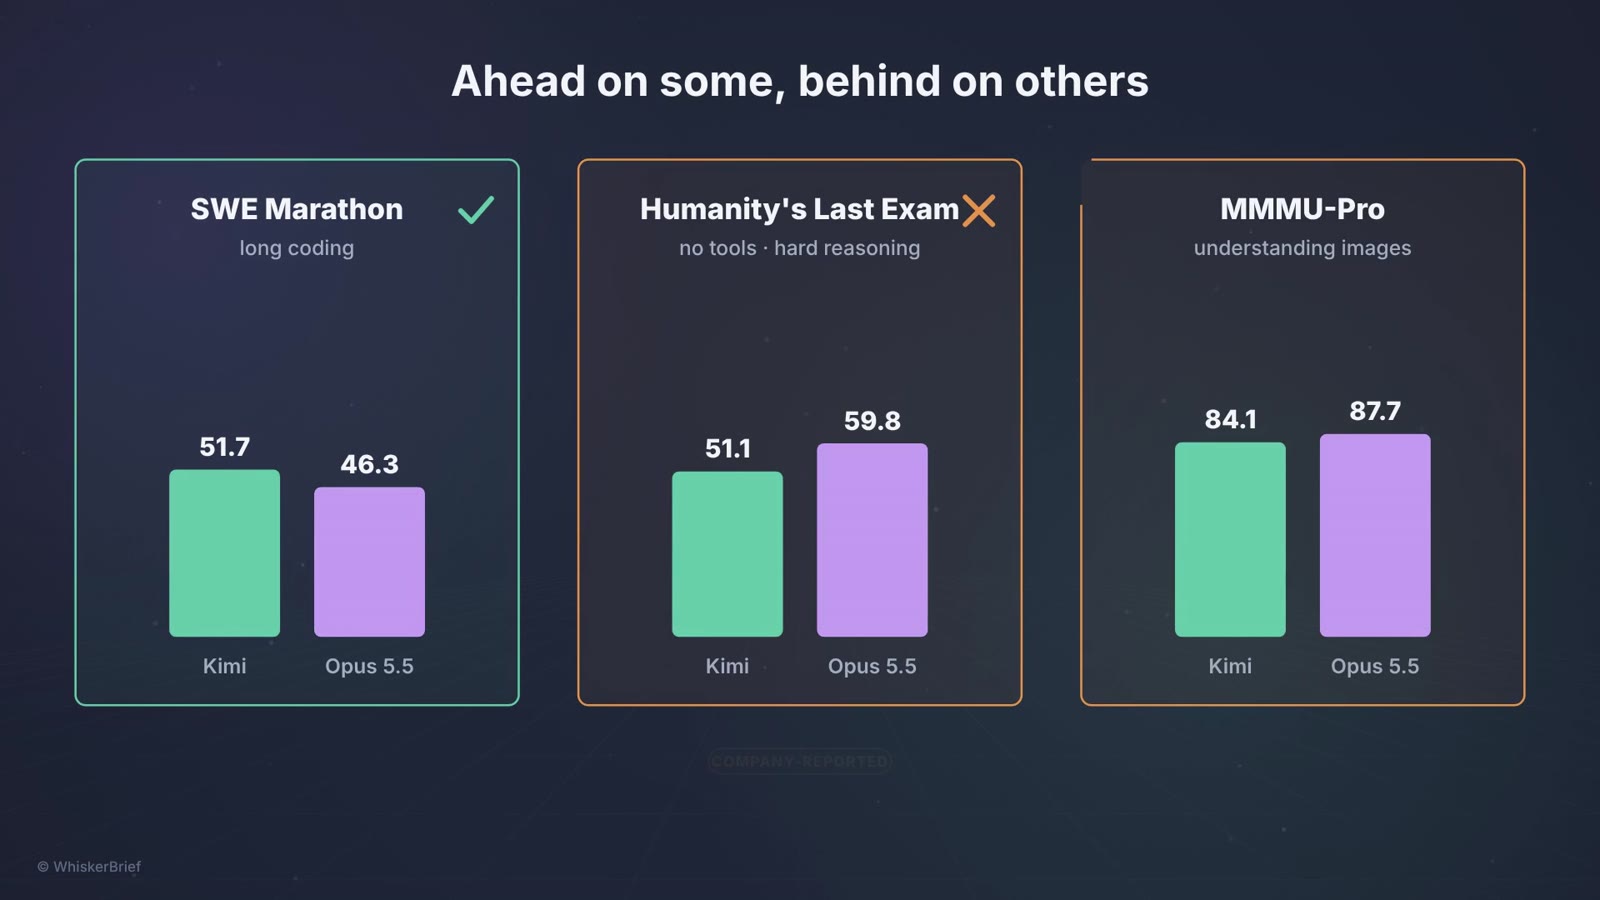 Ahead on some, behind on others
SWE Marathon
long coding
51.7
46.3
Kimi
Opus 5.5
Humanity's Last Exam
no tools · hard reasoning
51.1
59.8
Kimi
Opus 5.5
MMMU-Pro
understanding images
84.1
87.7
Kimi
Opus 5.5
COMPANY-REPORTED
© WhiskerBrief